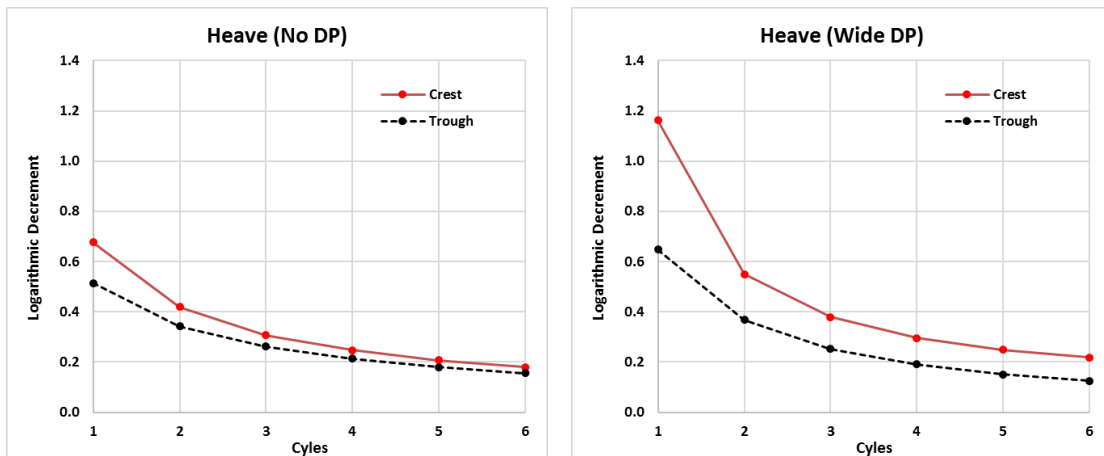 Heave (No DP)
1.4
1.2
1.0
0.8
0.6
0.4
0.2
0.0
Logarithmic Decrement
Crest
Trough
1 2 3 4 5 6
Cyles
Heave (Wide DP)
1.4
1.2
1.0
0.8
0.6
0.4
0.2
0.0
Logarithmic Decrement
Crest
Trough
1 2 3 4 5 6
Cyles